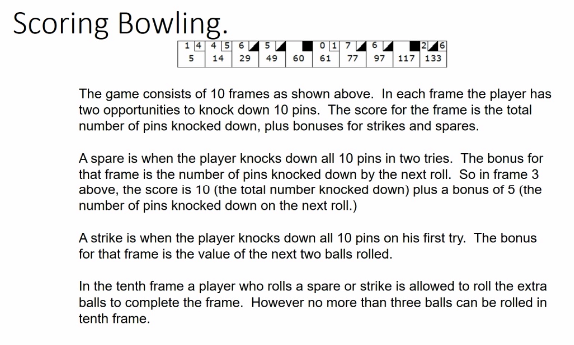 Scoring Bowling.
1 4 4 5 6 5 0 1 7 6 2 6
5 14 29 49 60 61 77 97 117 133
The game consists of 10 frames as shown above. In each frame the player has
two opportunities to knock down 10 pins. The score for the frame is the total
number of pins knocked down, plus bonuses for strikes and spares.
A spare is when the player knocks down all 10 pins in two tries. The bonus for
that frame is the number of pins knocked down by the next roll. So in frame 3
above, the score is 10 (the total number knocked down) plus a bonus of 5 (the
number of pins knocked down on the next roll.)
A strike is when the player knocks down all 10 pins on his first try. The bonus
for that frame is the value of the next two balls rolled.
In the tenth frame a player who rolls a spare or strike is allowed to roll the extra
balls to complete the frame. However no more than three balls can be rolled in
tenth frame.